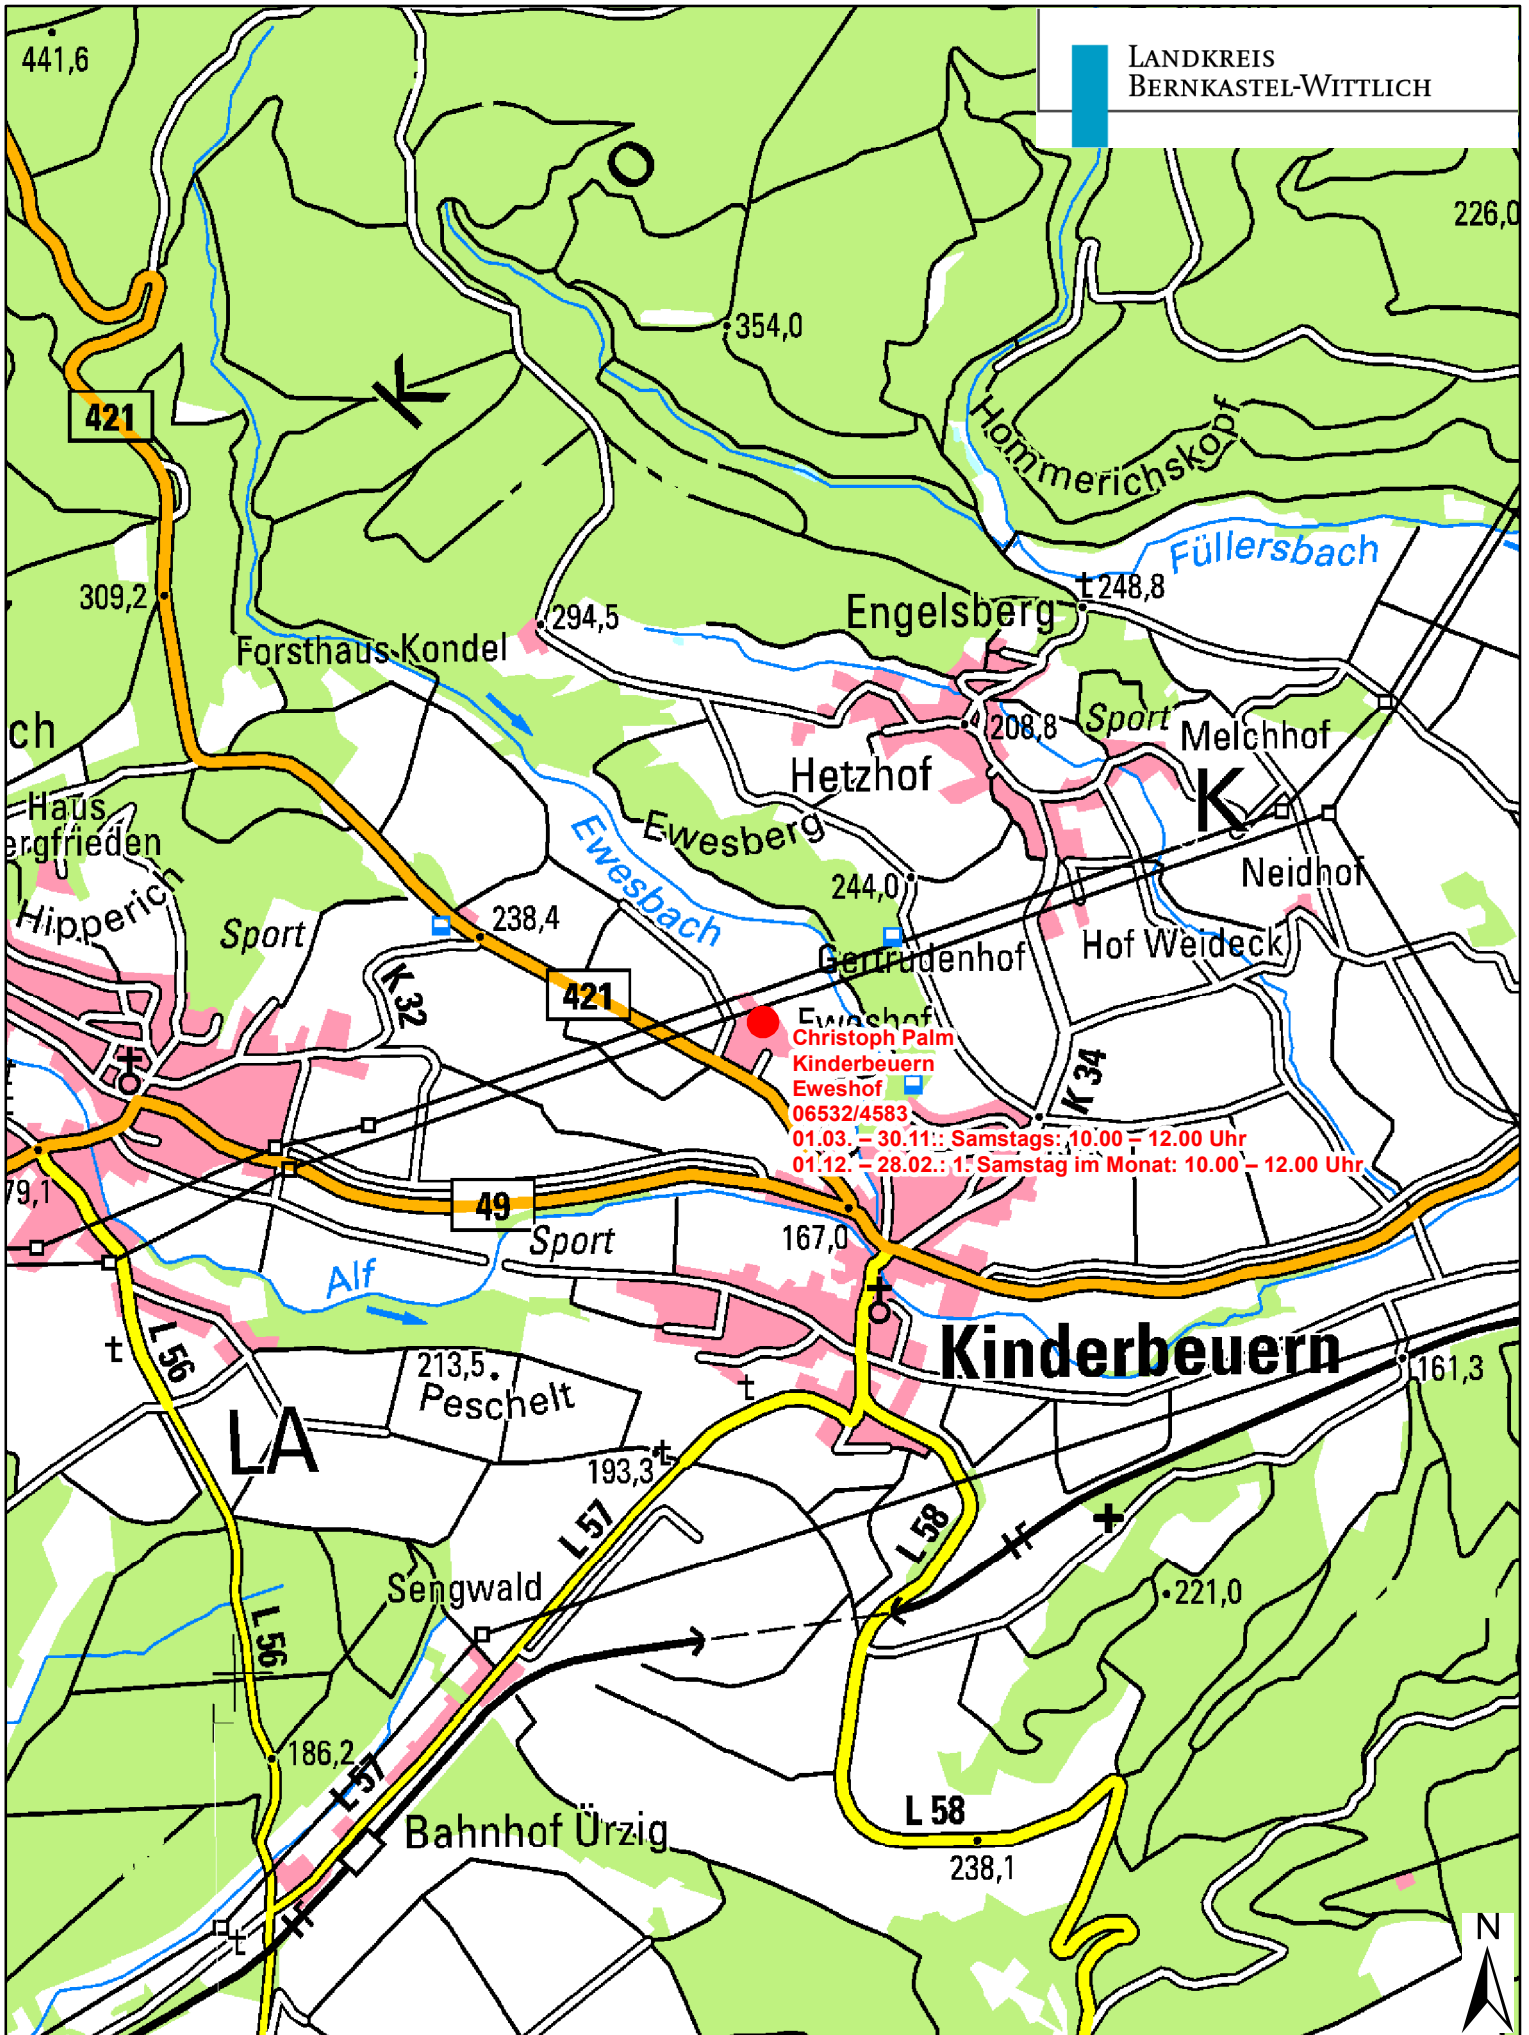 LANDKREIS
BERNKASTEL-WITTLICH
441,6
O
226,0
354,0
K
421
Hommerichskopf
Füllersbach
309,2
294,5
Engelsberg
248,8
Forsthaus Kondel
ch
208,8
Sport
Melchhof
Hetzhof
K
Haus
ergfrieden
Ewesberg
Ewesbach
244,0
Neidhof
Hipperich
Sport
238,4
Gertrudenhof
Hof Weideck
K 32
421
Eweshof
Christoph Palm
Kinderbeuern
Eweshof
06532/4583
01.03. – 30.11.: Samstags: 10.00 – 12.00 Uhr
01.12. – 28.02.: 1. Samstag im Monat: 10.00 – 12.00 Uhr
K 34
79,1
49
Sport
167,0
Alf
L 56
Kinderbeuern
161,3
213,5
Peschelt
LA
193,3
L 57
L 58
Sengwald
221,0
L 56
186,2
L 57
Bahnhof Ürzig
L 58
238,1
N